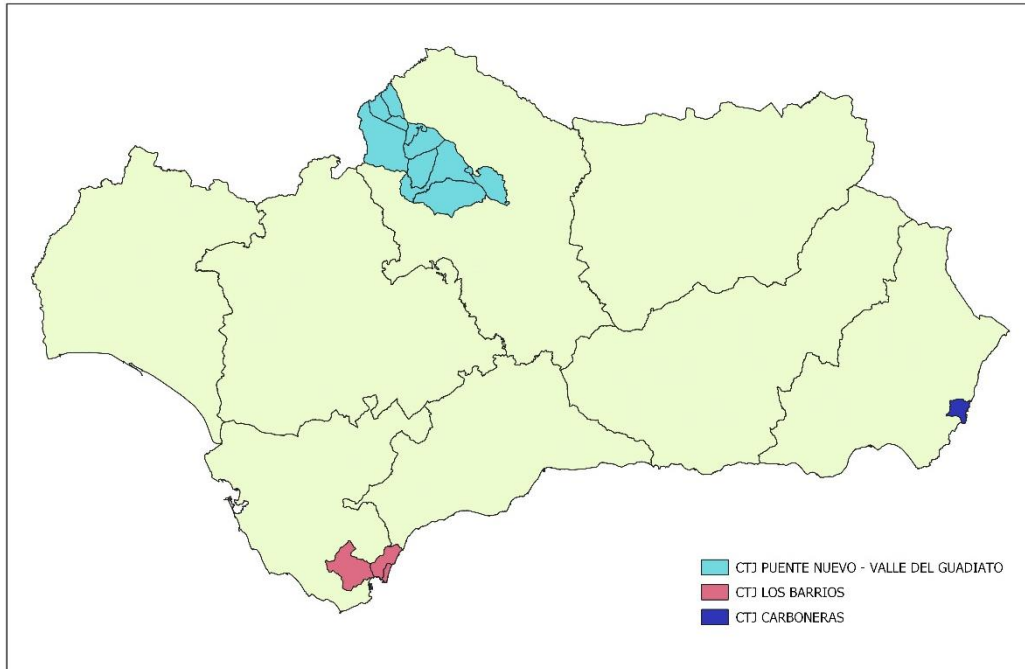 CTJ PUENTE NUEVO - VALLE DEL GUADIATO
CTJ LOS BARRIOS
CTJ CARBONERAS